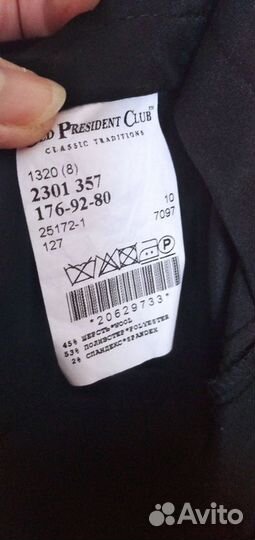 PRESIDENT CLUB™
CLASSIC TRADITIONS
1320 (8)
2301 357
176-92-80
25172-1 10
127 7097
P
*20629733*
45% ШЕРСТЬ*WOOL
53% ПОЛИЭСТЕР*POLYESTER
2% СПАНДЕКС*SPANDEX
Avito